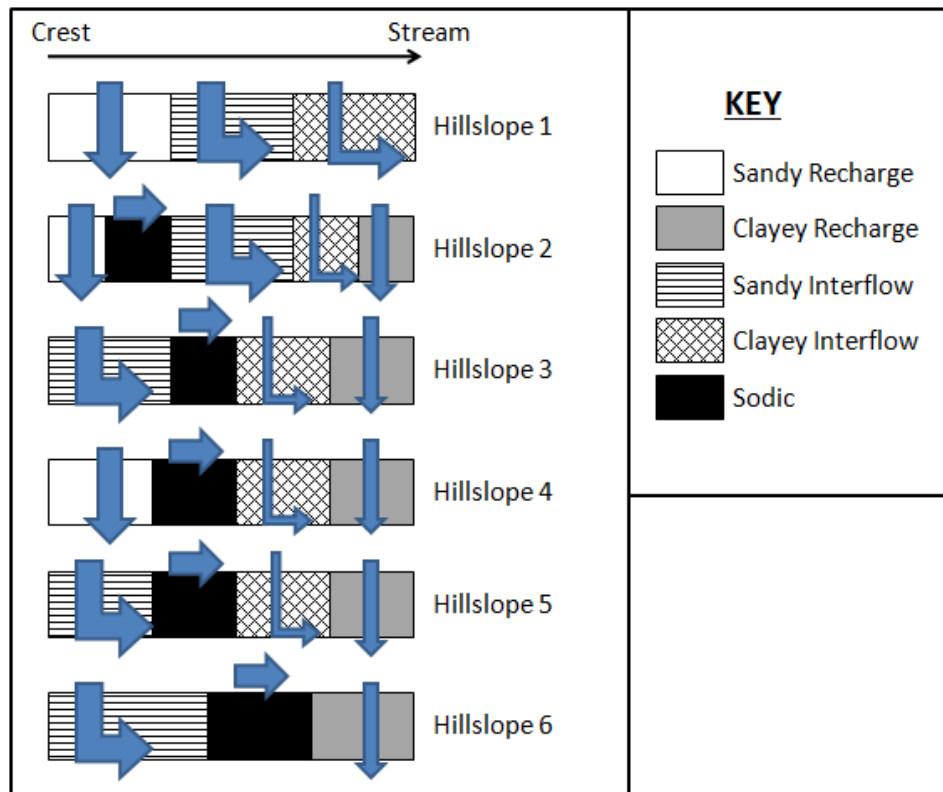 Crest
Stream
Hillslope 1
Hillslope 2
Hillslope 3
Hillslope 4
Hillslope 5
Hillslope 6
KEY
Sandy Recharge
Clayey Recharge
Sandy Interflow
Clayey Interflow
Sodic